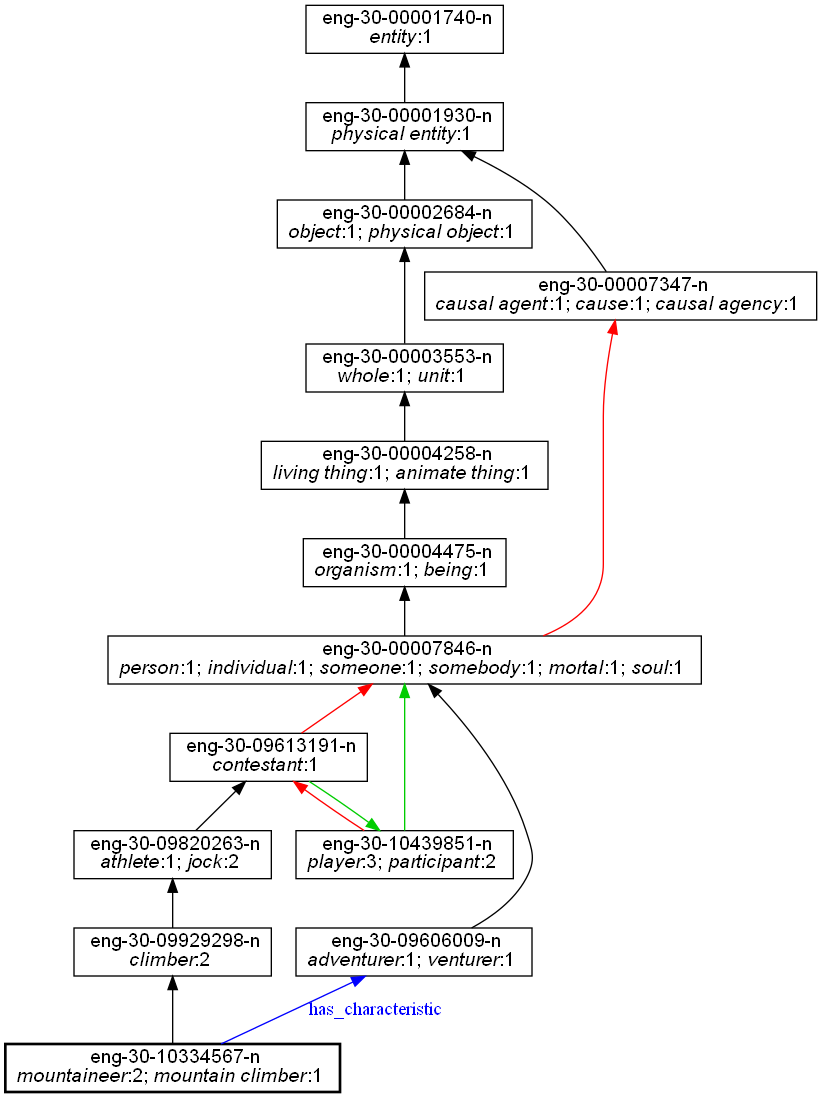 eng-30-00001740-n
entity:1
eng-30-00001930-n
physical entity:1
eng-30-00002684-n
object:1; physical object:1
eng-30-00007347-n
causal agent:1; cause:1; causal agency:1
eng-30-00003553-n
whole:1; unit:1
eng-30-00004258-n
living thing:1; animate thing:1
eng-30-00004475-n
organism:1; being:1
eng-30-00007846-n
person:1; individual:1; someone:1; somebody:1; mortal:1; soul:1
eng-30-09613191-n
contestant:1
eng-30-09820263-n
athlete:1; jock:2
eng-30-10439851-n
player:3; participant:2
eng-30-09929298-n
climber:2
eng-30-09606009-n
adventurer:1; venturer:1
has_characteristic
eng-30-10334567-n
mountaineer:2; mountain climber:1